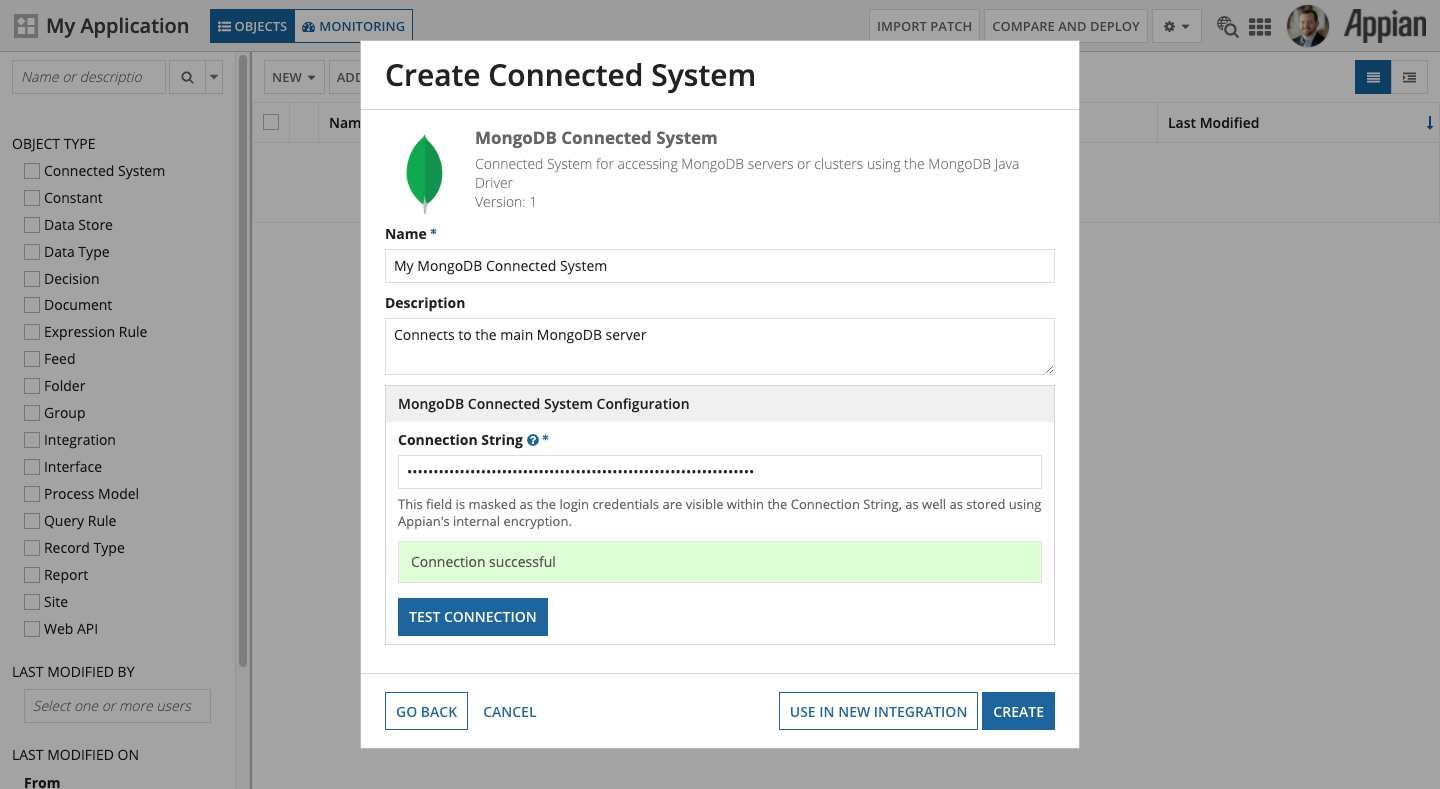 My Application
OBJECTS
MONITORING
IMPORT PATCH
COMPARE AND DEPLOY
Appian
Name or descriptio
NEW
ADD
Nam
Last Modified
OBJECT TYPE
Connected System
Constant
Data Store
Data Type
Decision
Document
Expression Rule
Feed
Folder
Group
Integration
Interface
Process Model
Query Rule
Record Type
Report
Site
Web API
LAST MODIFIED BY
Select one or more users
LAST MODIFIED ON
From
Create Connected System
MongoDB Connected System
Connected System for accessing MongoDB servers or clusters using the MongoDB Java
Driver
Version: 1
Name *
My MongoDB Connected System
Description
Connects to the main MongoDB server
MongoDB Connected System Configuration
Connection String ? *
This field is masked as the login credentials are visible within the Connection String, as well as stored using
Appian's internal encryption.
Connection successful
TEST CONNECTION
GO BACK
CANCEL
USE IN NEW INTEGRATION
CREATE